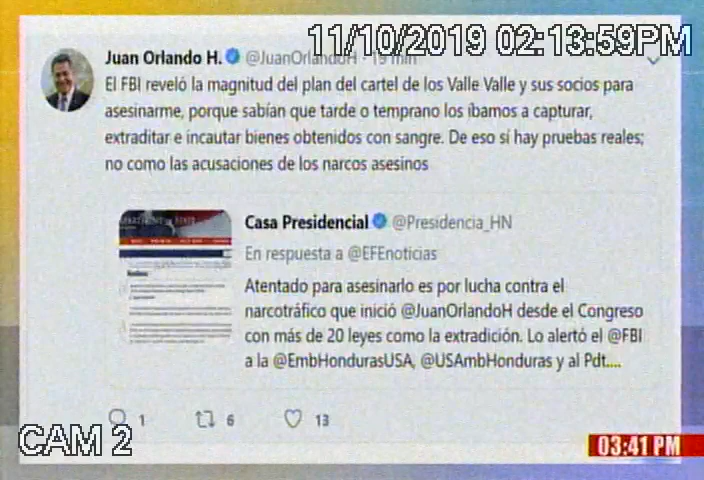 11/10/2019 02:13:59PM
Juan Orlando H. @JuanOrlandoH · 19 min
El FBI reveló la magnitud del plan del cartel de los Valle Valle y sus socios para
asesinarme, porque sabían que tarde o temprano los íbamos a capturar,
extraditar e incautar bienes obtenidos con sangre. De eso sí hay pruebas reales;
no como las acusaciones de los narcos asesinos
Casa Presidencial @Presidencia_HN
En respuesta a @EFEnoticias
Atentado para asesinarlo es por lucha contra el
narcotráfico que inició @JuanOrlandoH desde el Congreso
con más de 20 leyes como la extradición. Lo alertó el @FBI
a la @EmbHondurasUSA, @USAmbHonduras y al Pdt....
1 6 13
CAM 2
03:41 PM